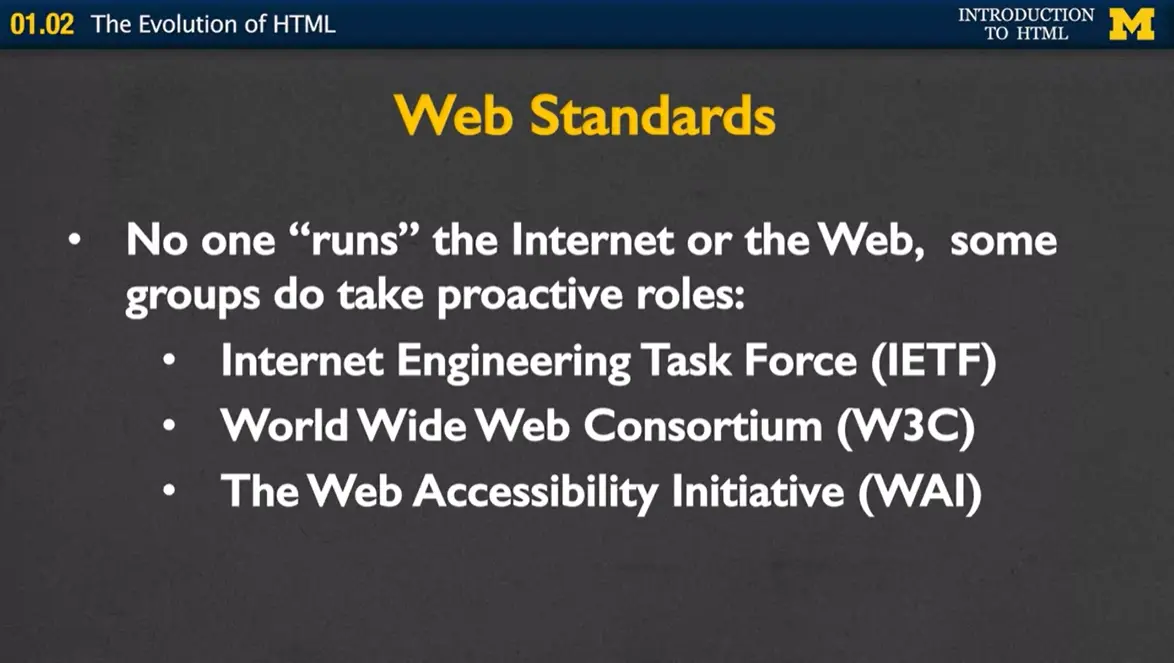 01.02 The Evolution of HTML
INTRODUCTION
TO HTML
M
Web Standards
• No one “runs” the Internet or the Web, some
groups do take proactive roles:
• Internet Engineering Task Force (IETF)
• World Wide Web Consortium (W3C)
• The Web Accessibility Initiative (WAI)